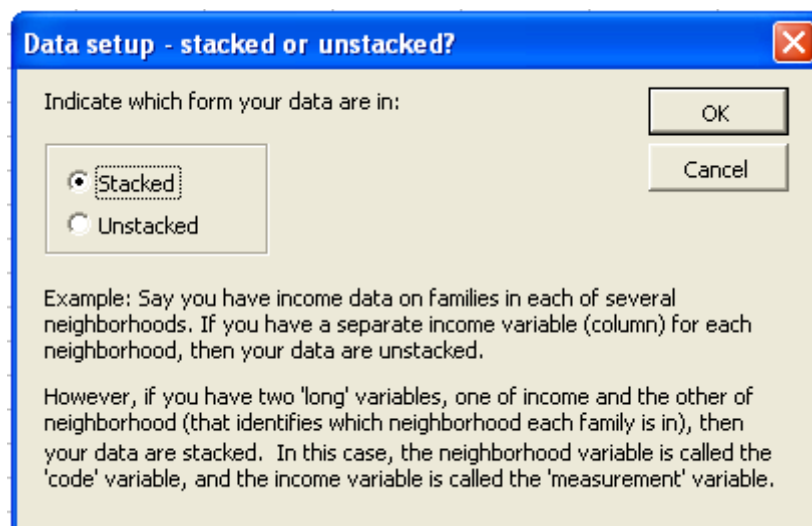 Data setup - stacked or unstacked?
Indicate which form your data are in:
OK
Cancel
Stacked
Unstacked
Example: Say you have income data on families in each of several
neighborhoods. If you have a separate income variable (column) for each
neighborhood, then your data are unstacked.
However, if you have two 'long' variables, one of income and the other of
neighborhood (that identifies which neighborhood each family is in), then
your data are stacked. In this case, the neighborhood variable is called the
'code' variable, and the income variable is called the 'measurement' variable.